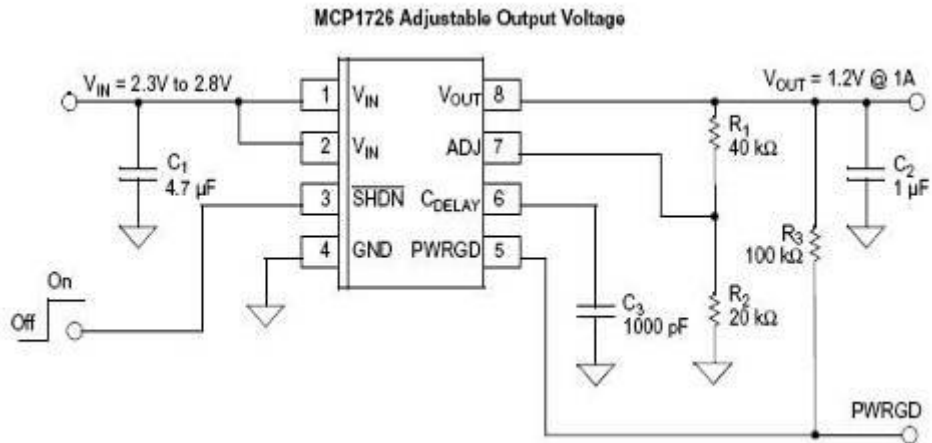 MCP1726 Adjustable Output Voltage
VIN = 2.3V to 2.8V
VOUT = 1.2V @ 1A
1 VIN
VOUT 8
2 VIN
ADJ 7
3 SHDN
CDELAY 6
4 GND
PWRGD 5
C1
4.7 µF
R1
40 kΩ
C2
1 µF
R3
100 kΩ
On
Off
C3
1000 pF
R2
20 kΩ
PWRGD